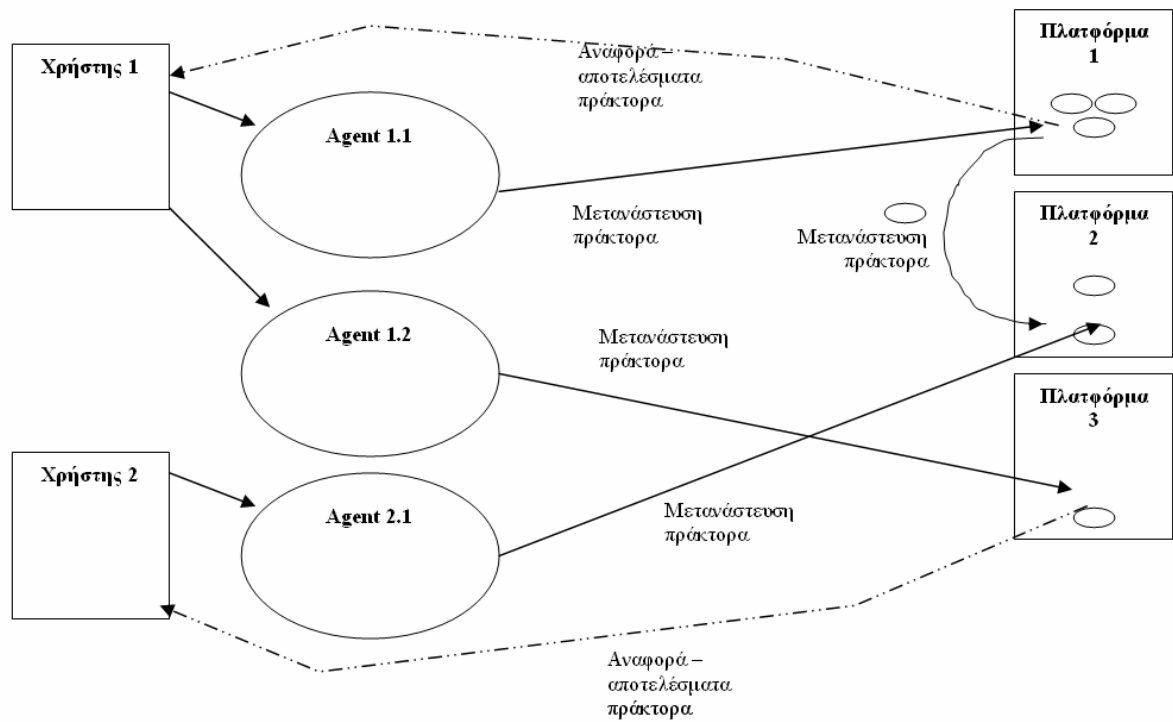 Χρήστης 1
Agent 1.1
Αναφορά –
αποτελέσματα
πράκτορα
Πλατφόρμα
1
Μετανάστευση
πράκτορα
Μετανάστευση
πράκτορα
Πλατφόρμα
2
Agent 1.2
Μετανάστευση
πράκτορα
Πλατφόρμα
3
Χρήστης 2
Agent 2.1
Μετανάστευση
πράκτορα
Αναφορά –
αποτελέσματα
πράκτορα